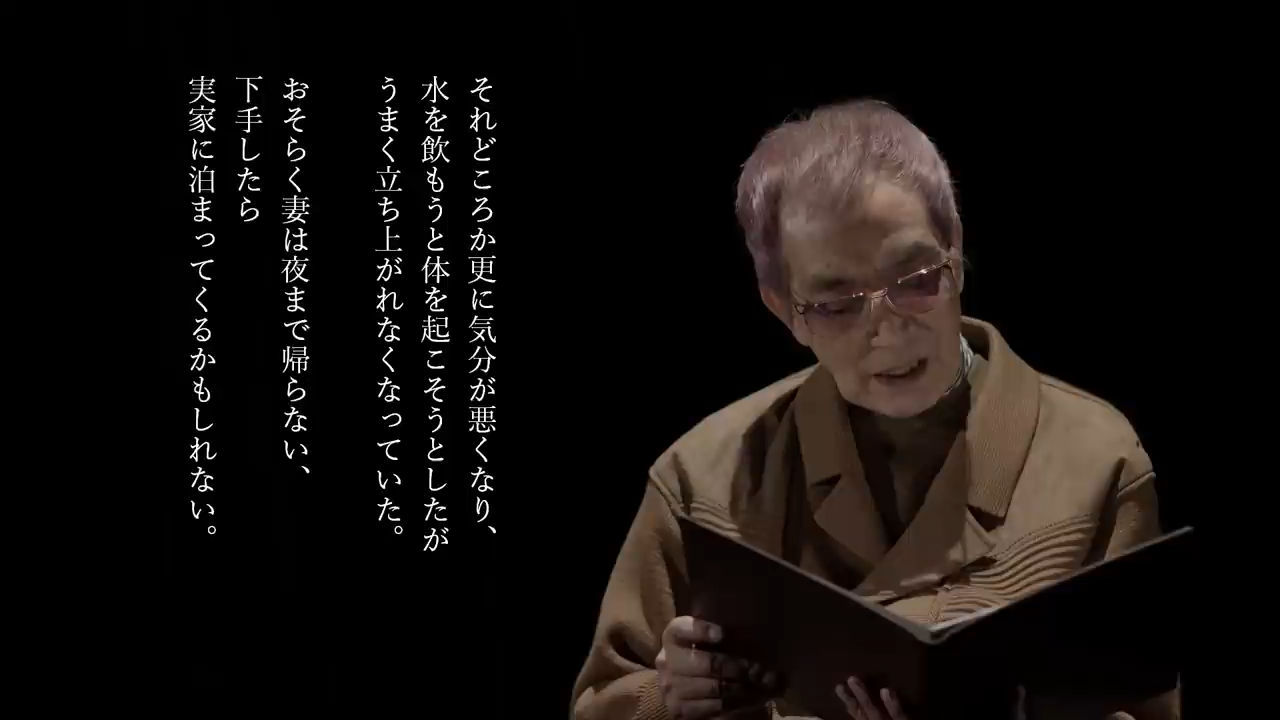 それどころか更に気分が悪くなり、
水を飲もうと体を起こそうとしたが
うまく立ち上がれなくなっていた。
おそらく妻は夜まで帰らない、
下手したら
実家に泊まってくるかもしれない。